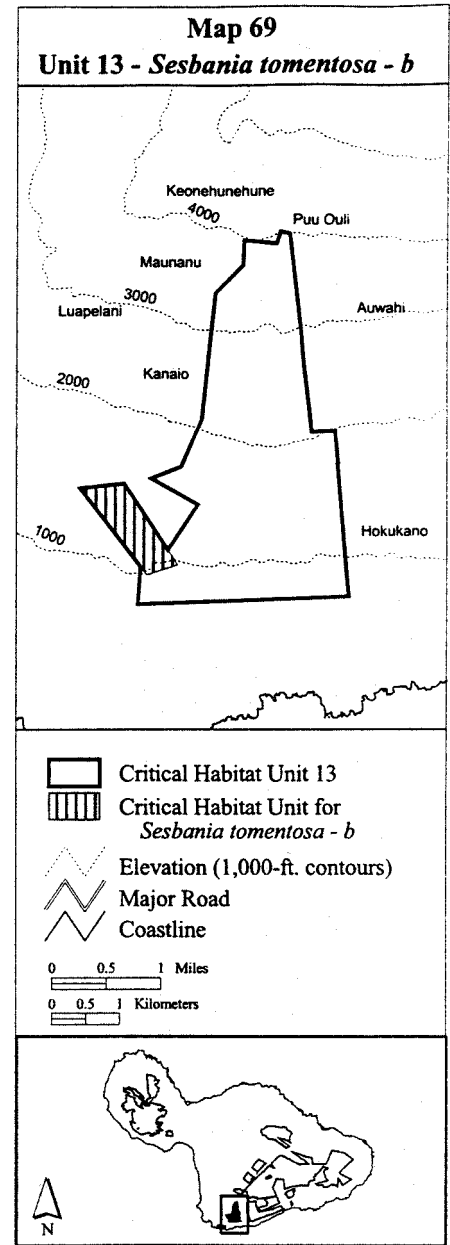 Map 69
Unit 13 - Sesbania tomentosa - b
Keonehunehune
4000
Puu Ouli
Maunanu
3000
Luapelani
Auwahi
Kanaio
2000
1000
Hokukano
Critical Habitat Unit 13
Critical Habitat Unit for
Sesbania tomentosa - b
Elevation (1,000-ft. contours)
Major Road
Coastline
0 0.5 1 Miles
0 0.5 1 Kilometers
N